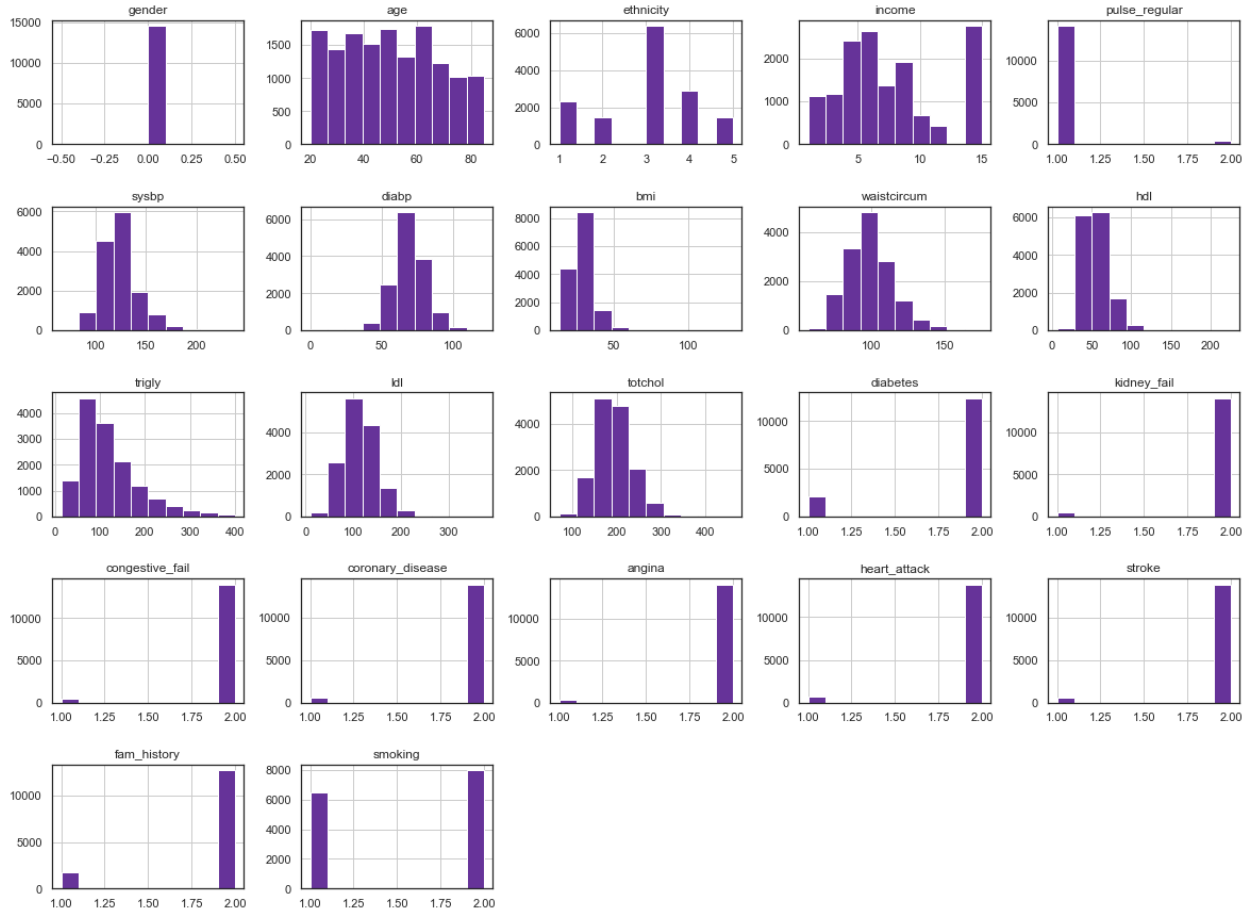 gender age ethnicity income pulse_regular
15000 10000 5000 0
1500 1000 500 0
6000 4000 2000 0
2000 1000 0
10000 5000 0
−0.50 −0.25 0.00 0.25 0.50
20 40 60 80
1 2 3 4 5
5 10 15
1.00 1.25 1.50 1.75 2.00
sysbp diabp bmi waistcircum hdl
6000 4000 2000 0
6000 4000 2000 0
8000 6000 4000 2000 0
4000 2000 0
6000 4000 2000 0
100 150 200
0 50 100
50 100
100 150
0 50 100 150 200
trigly ldl totchol diabetes kidney_fail
4000 3000 2000 1000 0
4000 2000 0
4000 2000 0
10000 5000 0
10000 5000 0
0 100 200 300 400
0 100 200 300
100 200 300 400
1.00 1.25 1.50 1.75 2.00
1.00 1.25 1.50 1.75 2.00
congestive_fail coronary_disease angina heart_attack stroke
10000 5000 0
10000 5000 0
10000 5000 0
10000 5000 0
10000 5000 0
1.00 1.25 1.50 1.75 2.00
1.00 1.25 1.50 1.75 2.00
1.00 1.25 1.50 1.75 2.00
1.00 1.25 1.50 1.75 2.00
1.00 1.25 1.50 1.75 2.00
fam_history smoking
10000 5000 0
8000 6000 4000 2000 0
1.00 1.25 1.50 1.75 2.00
1.00 1.25 1.50 1.75 2.00